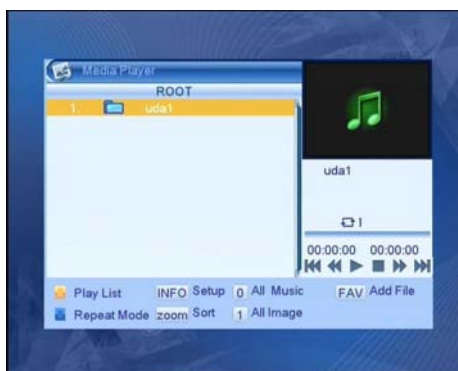 Media Player
ROOT
1. uda1
uda1
1
00:00:00 00:00:00
Play List INFO Setup 0 All Music FAV Add File
Repeat Mode zoom Sort 1 All Image